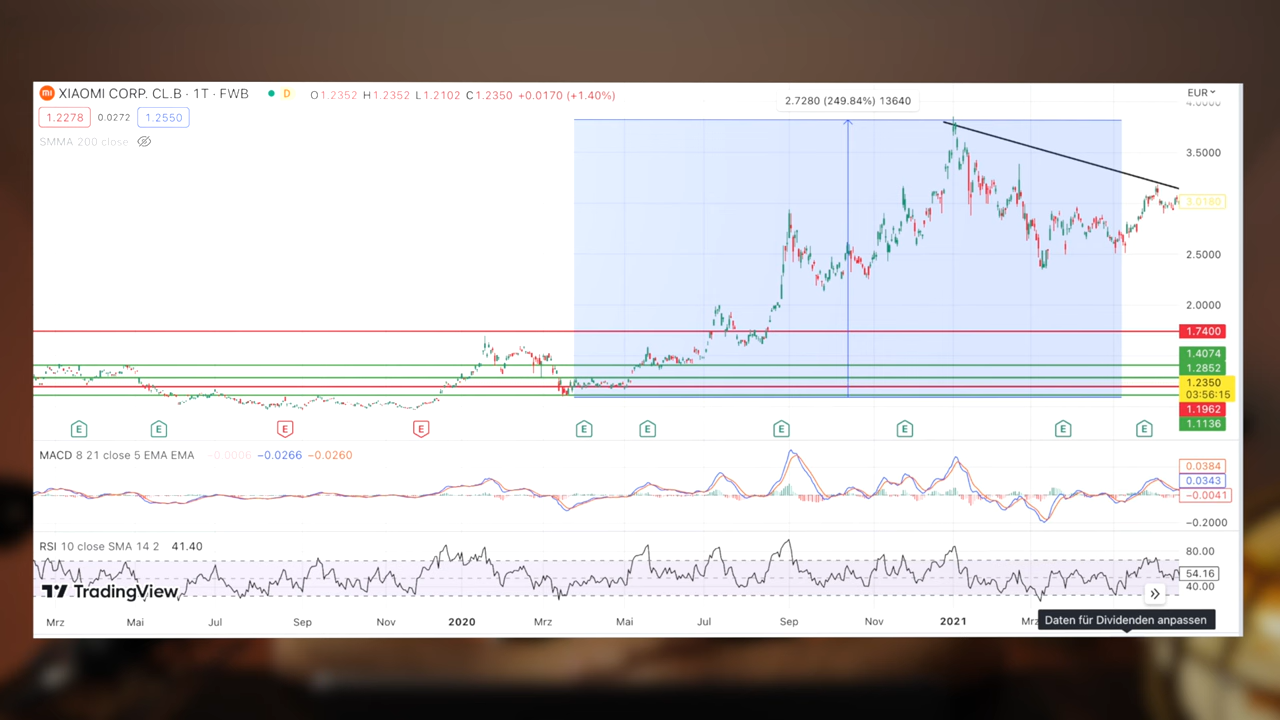 XIAOMI CORP. CL.B · 1T · FWB D O1.2352 H1.2352 L1.2102 C1.2350 +0.0170 (+1.40%)
2.7280 (249.84%) 13640
EUR
1.2278 0.0272 1.2550
4.0000
SMMA 200 close
3.5000
3.0180
2.5000
2.0000
1.7400
1.4074
1.2852
1.2350
03:56:15
1.1962
1.1136
E E E E E E E E E E
MACD 8 21 close 5 EMA EMA −0.0006 −0.0266 −0.0260
0.0384
0.0343
−0.0041
−0.2000
RSI 10 close SMA 14 2 41.40
80.00
54.16
40.00
TradingView
Mrz Mai Jul Sep Nov 2020 Mrz Mai Jul Sep Nov 2021 Mrz
Daten für Dividenden anpassen